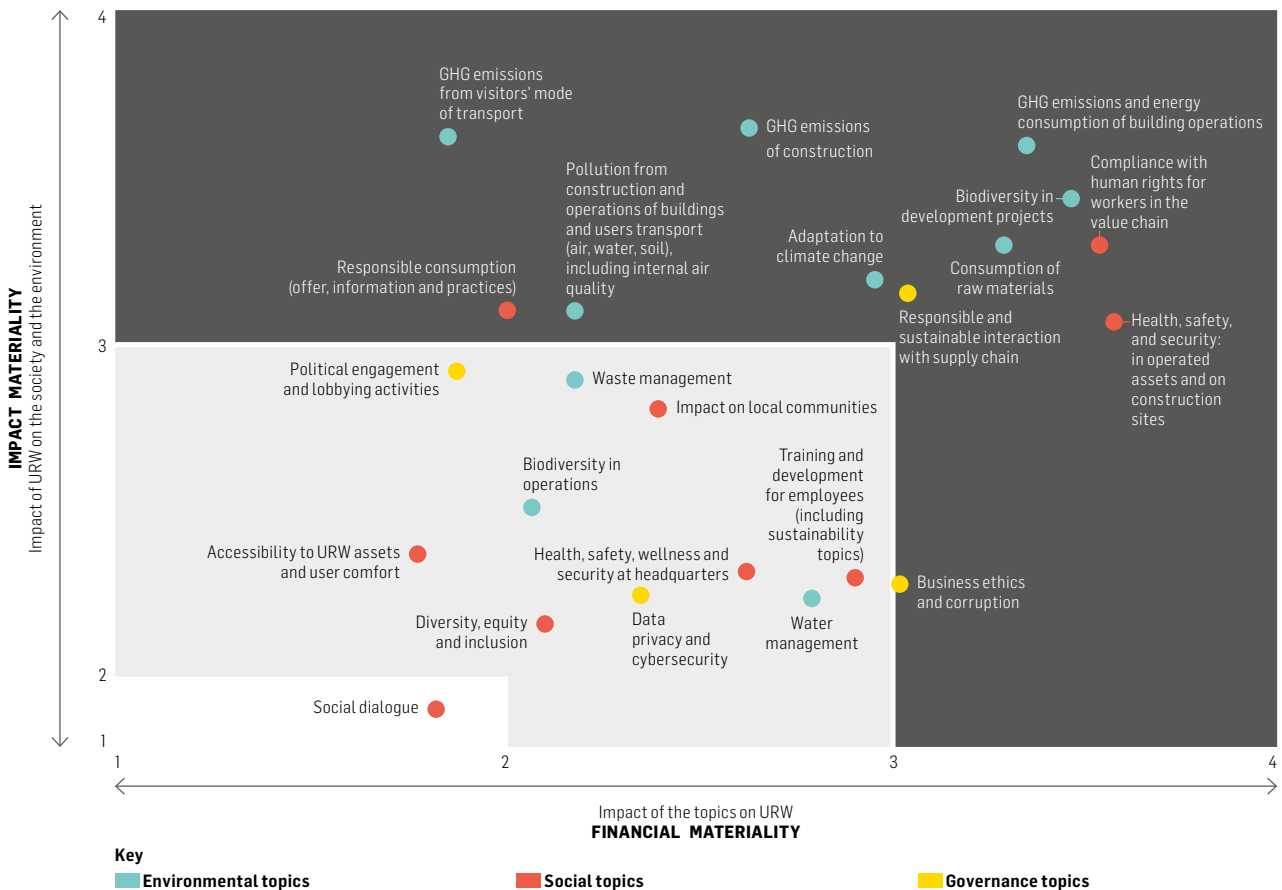 4
GHG emissions
from visitors' mode
of transport
GHG emissions
of construction
GHG emissions and energy
consumption of building operations
Pollution from
construction and
operations of buildings
and users transport
(air, water, soil),
including internal air
quality
Compliance with
human rights for
workers in the
value chain
Biodiversity in
development projects
Adaptation to
climate change
Responsible consumption
(offer, information and practices)
Consumption of
raw materials
Responsible and
sustainable interaction
with supply chain
Health, safety,
and security:
in operated
assets and on
construction
sites
3
Political engagement
and lobbying activities
Waste management
Impact on local communities
Biodiversity in
operations
Training and
development
for employees
(including
sustainability
topics)
Accessibility to URW assets
and user comfort
Health, safety, wellness and
security at headquarters
Business ethics
and corruption
Diversity, equity
and inclusion
Data
privacy and
cybersecurity
Water
management
2
Social dialogue
1
IMPACT MATERIALITY
Impact of URW on the society and the environment
1
2
3
4
Impact of the topics on URW
FINANCIAL MATERIALITY
Key
Environmental topics
Social topics
Governance topics